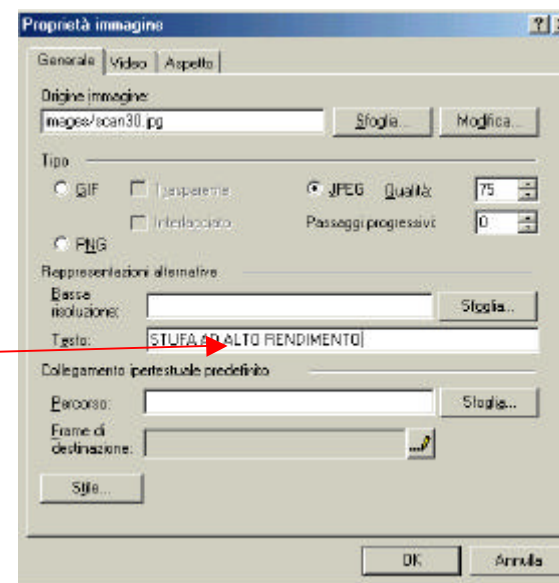 Proprietà immagine
Generale Video Aspetto
Origine immagine:
images/scan30.jpg Sfoglia... Modifica...
Tipo
GIF Trasparente JPEG Qualità: 75
Interlacciato Passaggi progressivi: 0
PNG
Rappresentazioni alternative
Bassa risoluzione: Sfoglia...
Testo: STUFA AD ALTO RENDIMENTO
Collegamento ipertestuale predefinito
Percorso: Sfoglia...
Frame di destinazione:
Stile...
OK Annulla